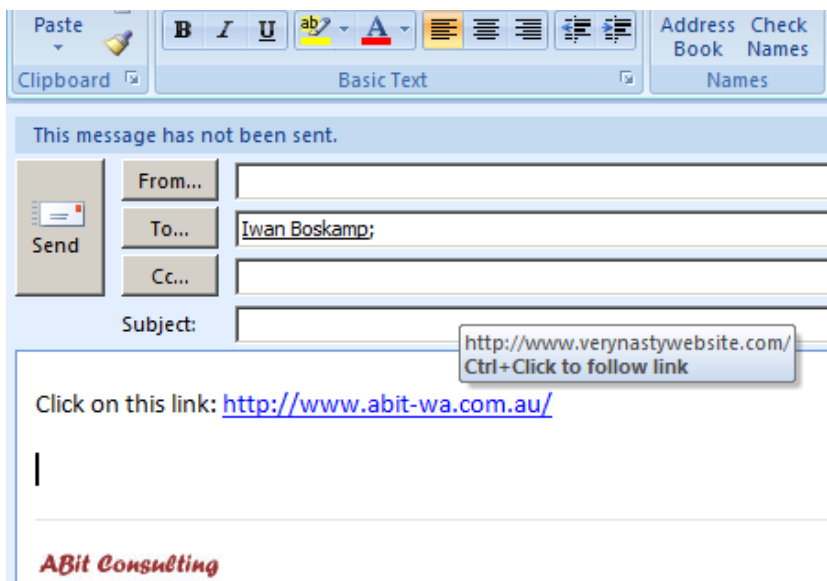 Paste
B I U ab A
Address Check
Book Names
Clipboard
Basic Text
Names
This message has not been sent.
From...
Send
To...
Iwan Boskamp;
Cc...
Subject:
http://www.verynastywebsite.com/
Ctrl+Click to follow link
Click on this link: http://www.abit-wa.com.au/
ABit Consulting